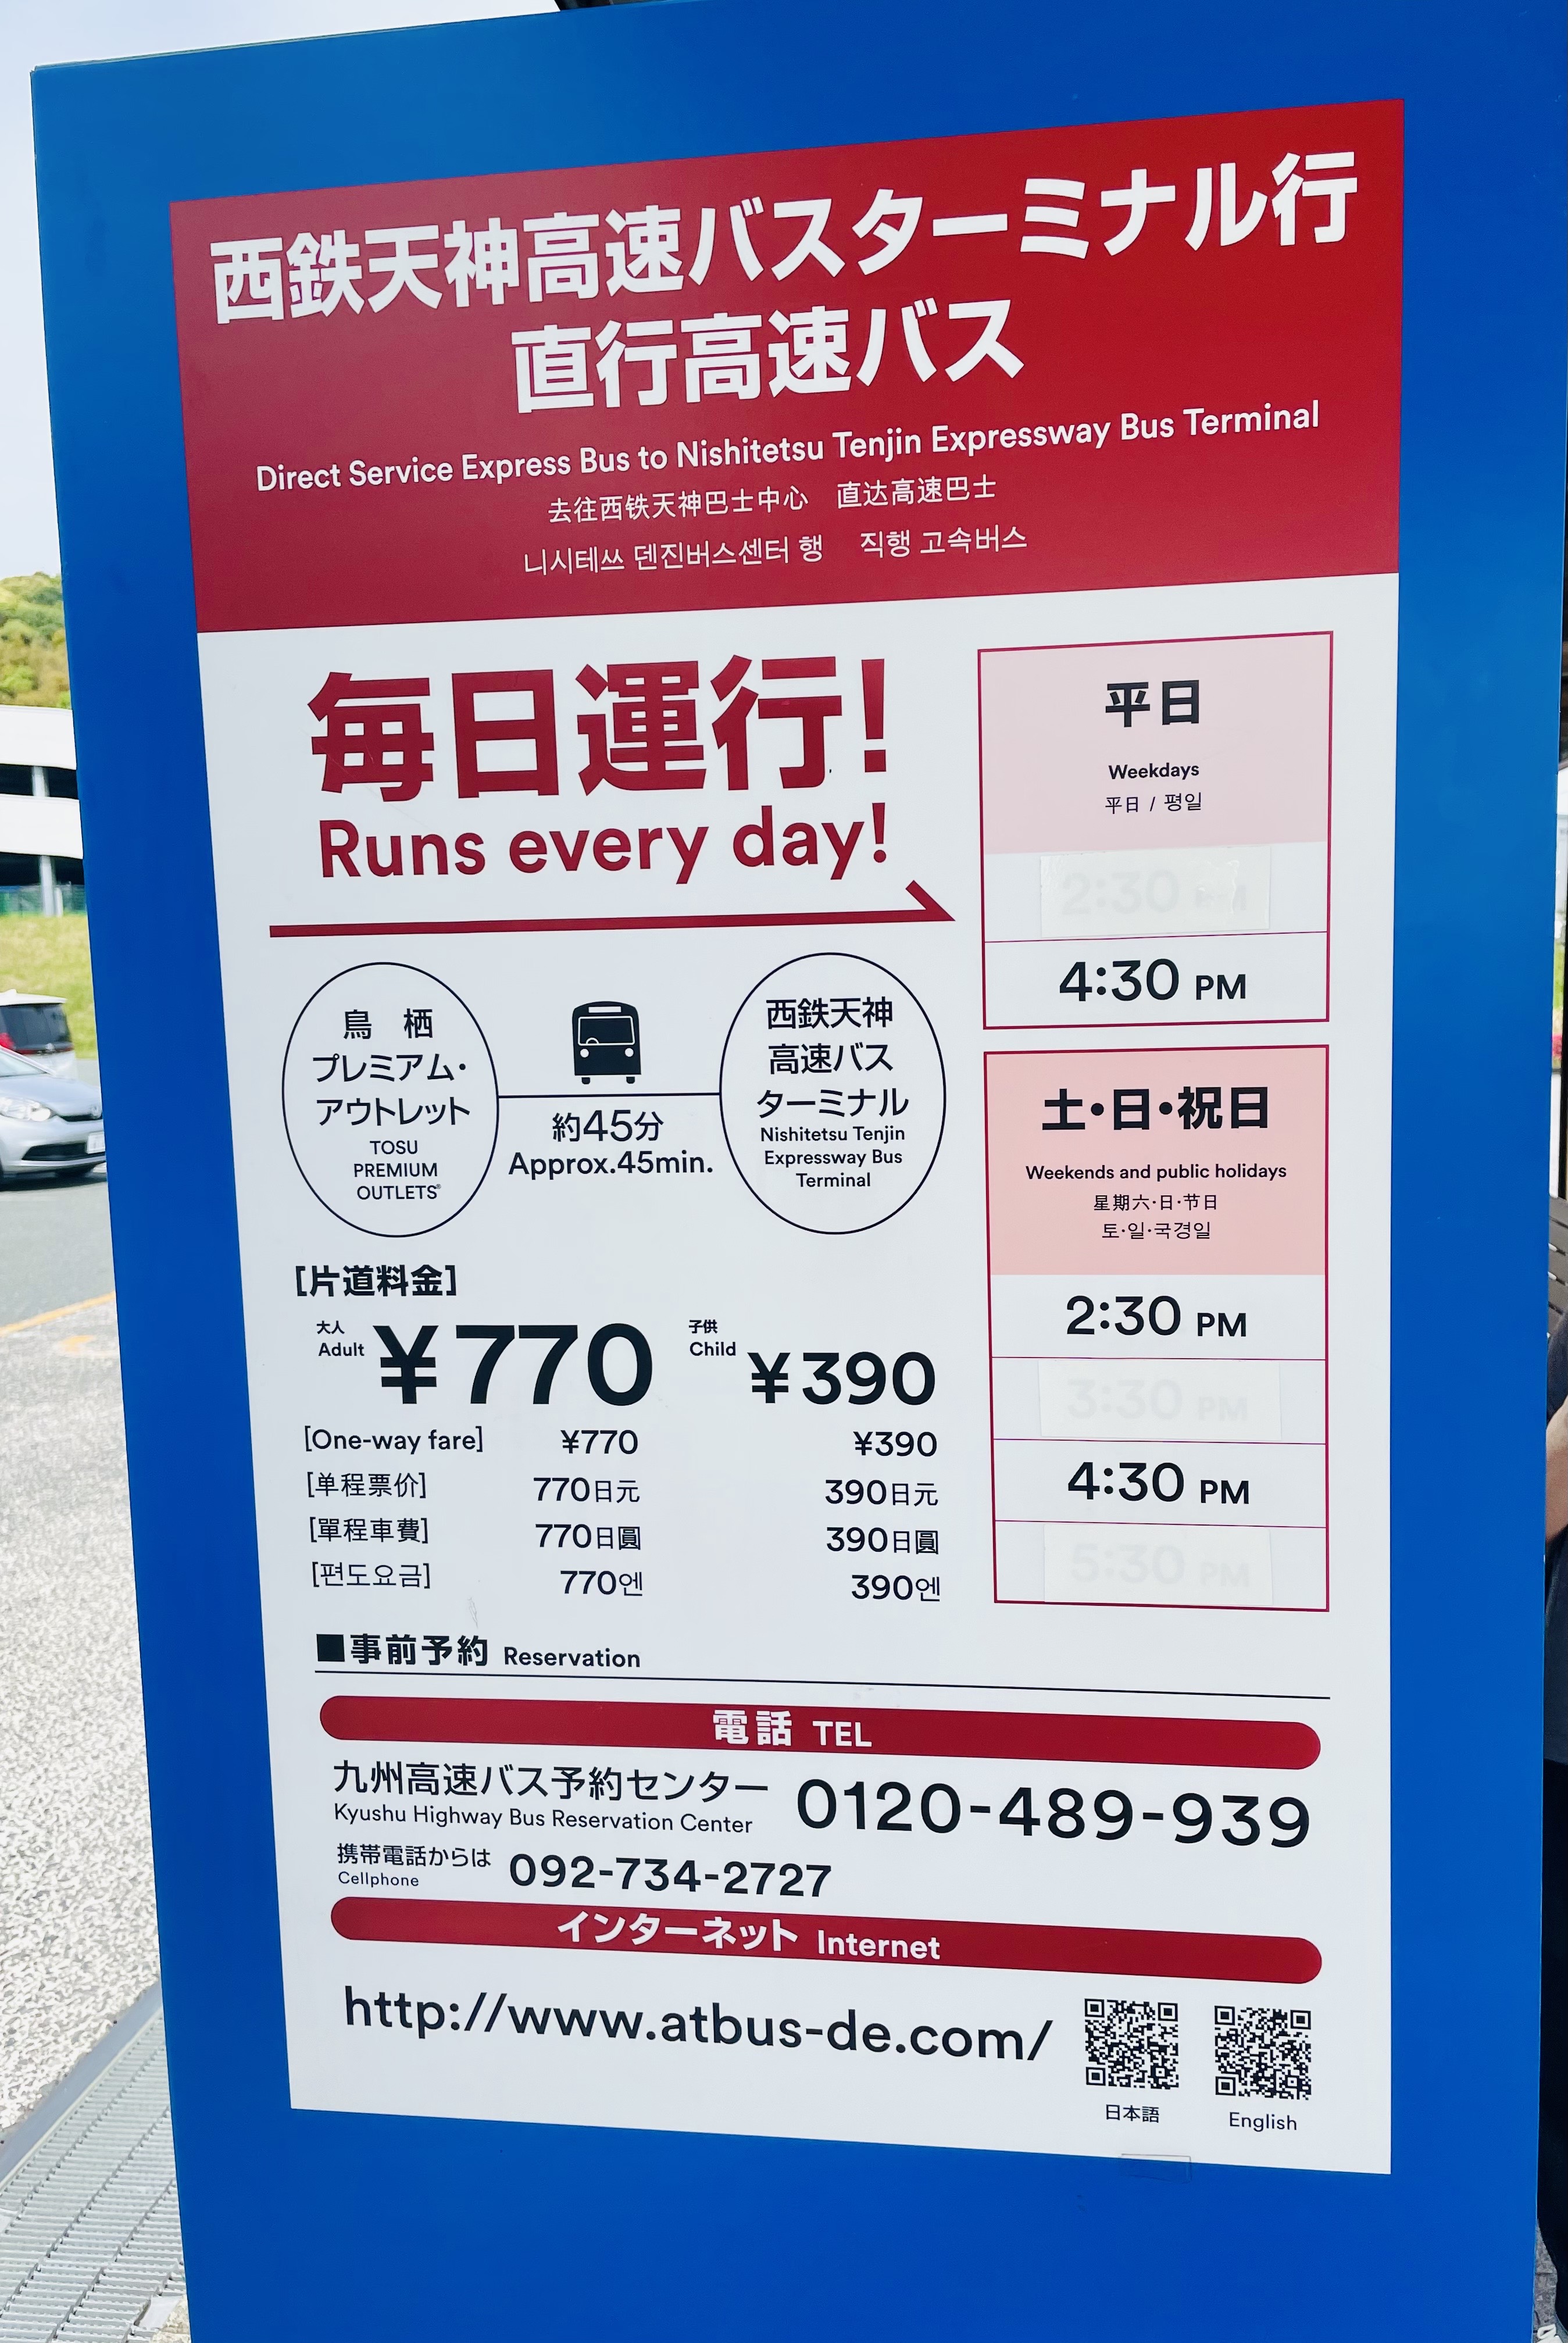 西鉄天神高速バスターミナル行
直行高速バス
Direct Service Express Bus to Nishitetsu Tenjin Expressway Bus Terminal
去往西铁天神巴士中心 直达高速巴士
니시테쓰 덴진버스센터 행 직행 고속버스
毎日運行!
Runs every day!
鳥 栖
プレミアム・
アウトレット
TOSU
PREMIUM
OUTLETS®
約45分
Approx.45min.
西鉄天神
高速バス
ターミナル
Nishitetsu Tenjin
Expressway Bus
Terminal
平日
Weekdays
平日 / 평일
2:30 PM
4:30 PM
土・日・祝日
Weekends and public holidays
星期六・日・节日
토・일・국경일
2:30 PM
3:30 PM
4:30 PM
5:30 PM
[片道料金]
大人
Adult
¥770
子供
Child
¥390
[One-way fare] ¥770 ¥390
[单程票价] 770日元 390日元
[單程車費] 770日圓 390日圓
[편도요금] 770엔 390엔
■事前予約 Reservation
電話 TEL
九州高速バス予約センター
Kyushu Highway Bus Reservation Center
0120-489-939
携帯電話からは
Cellphone
092-734-2727
インターネット Internet
http://www.atbus-de.com/
日本語
English